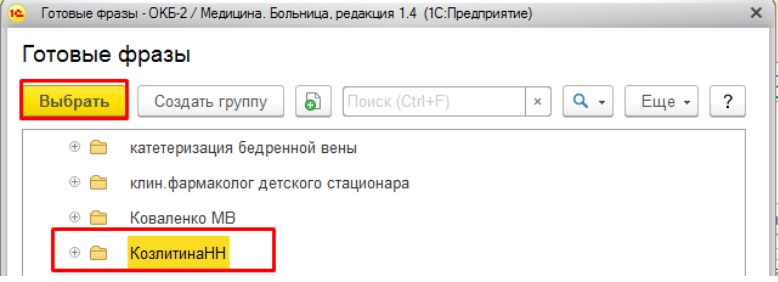 Готовые фразы - ОКБ-2 / Медицина. Больница, редакция 1.4 (1С:Предприятие)
Готовые фразы
Выбрать Создать группу Поиск (Ctrl+F) × Еще ?
катетеризация бедренной вены
клин.фармаколог детского стационара
Коваленко МВ
КозлитинаНН